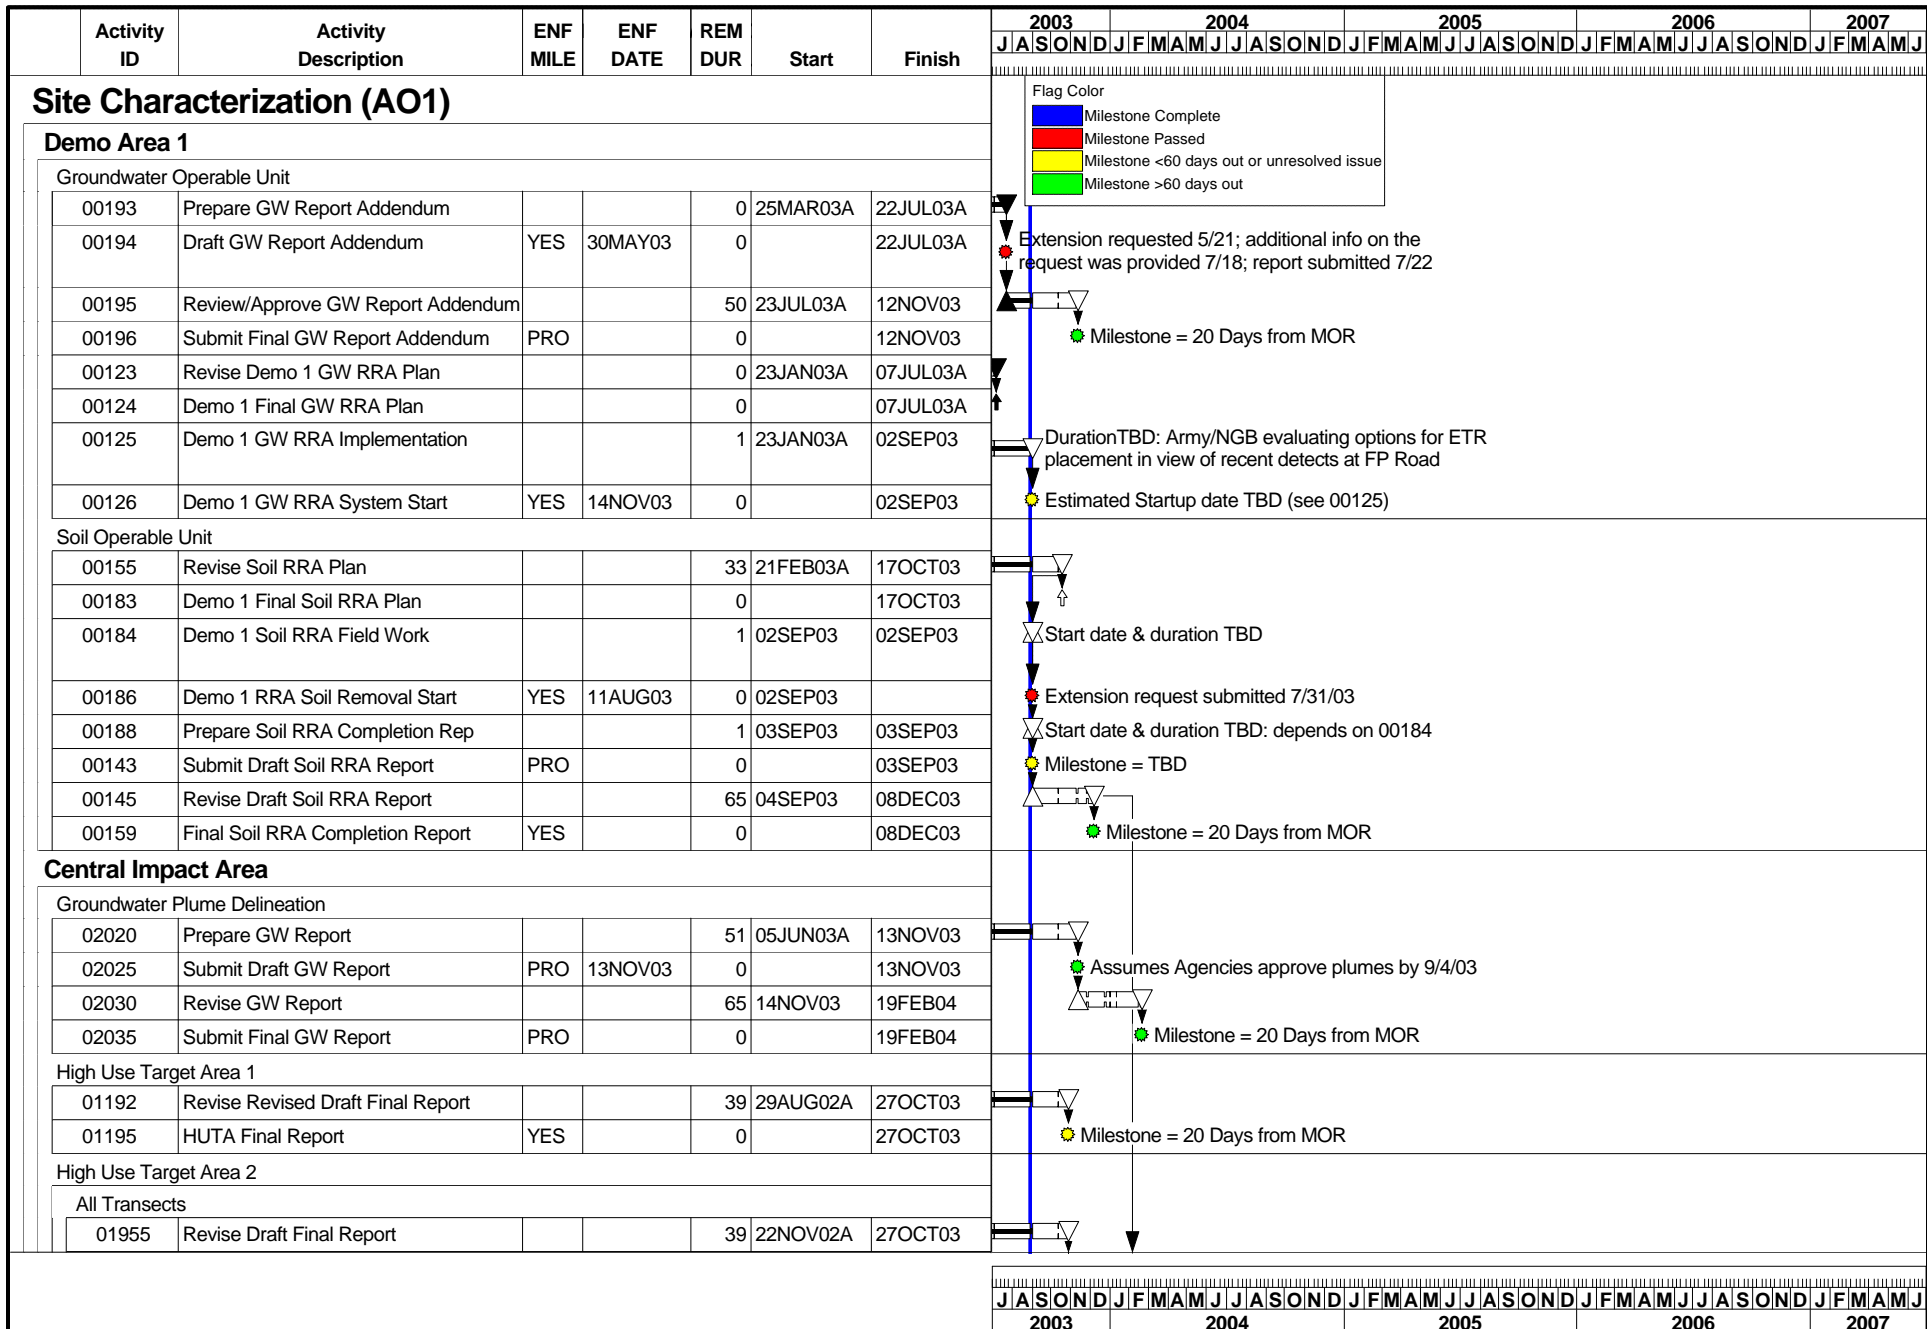 Activity ID Activity Description ENF MILE ENF DATE REM DUR Start Finish
2003 2004 2005 2006 2007
J A S O N D J F M A M J J A S O N D J F M A M J J A S O N D J F M A M J J A S O N D J F M A M J
Flag Color
Milestone Complete
Milestone Passed
Milestone <60 days out or unresolved issue
Milestone >60 days out
Site Characterization (AO1)
Demo Area 1
Groundwater Operable Unit
00193 Prepare GW Report Addendum 0 25MAR03A 22JUL03A
00194 Draft GW Report Addendum YES 30MAY03 0 22JUL03A Extension requested 5/21; additional info on the
request was provided 7/18; report submitted 7/22
00195 Review/Approve GW Report Addendum 50 23JUL03A 12NOV03
00196 Submit Final GW Report Addendum PRO 0 12NOV03 Milestone = 20 Days from MOR
00123 Revise Demo 1 GW RRA Plan 0 23JAN03A 07JUL03A
00124 Demo 1 Final GW RRA Plan 0 07JUL03A
00125 Demo 1 GW RRA Implementation 1 23JAN03A 02SEP03 DurationTBD: Army/NGB evaluating options for ETR
placement in view of recent detects at FP Road
00126 Demo 1 GW RRA System Start YES 14NOV03 0 02SEP03 Estimated Startup date TBD (see 00125)
Soil Operable Unit
00155 Revise Soil RRA Plan 33 21FEB03A 17OCT03
00183 Demo 1 Final Soil RRA Plan 0 17OCT03
00184 Demo 1 Soil RRA Field Work 1 02SEP03 02SEP03 Start date & duration TBD
00186 Demo 1 RRA Soil Removal Start YES 11AUG03 0 02SEP03 Extension request submitted 7/31/03
00188 Prepare Soil RRA Completion Rep 1 03SEP03 03SEP03 Start date & duration TBD: depends on 00184
00143 Submit Draft Soil RRA Report PRO 0 03SEP03 Milestone = TBD
00145 Revise Draft Soil RRA Report 65 04SEP03 08DEC03
00159 Final Soil RRA Completion Report YES 0 08DEC03 Milestone = 20 Days from MOR
Central Impact Area
Groundwater Plume Delineation
02020 Prepare GW Report 51 05JUN03A 13NOV03
02025 Submit Draft GW Report PRO 13NOV03 0 13NOV03 Assumes Agencies approve plumes by 9/4/03
02030 Revise GW Report 65 14NOV03 19FEB04
02035 Submit Final GW Report PRO 0 19FEB04 Milestone = 20 Days from MOR
High Use Target Area 1
01192 Revise Revised Draft Final Report 39 29AUG02A 27OCT03
01195 HUTA Final Report YES 0 27OCT03 Milestone = 20 Days from MOR
High Use Target Area 2
All Transects
01955 Revise Draft Final Report 39 22NOV02A 27OCT03
J A S O N D J F M A M J J A S O N D J F M A M J J A S O N D J F M A M J J A S O N D J F M A M J
2003 2004 2005 2006 2007